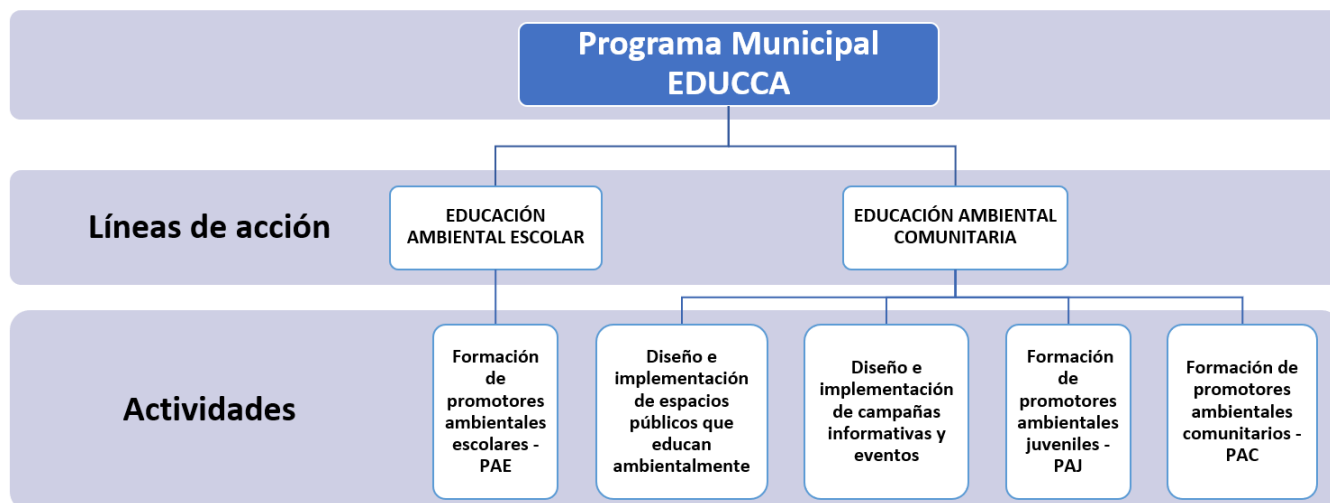 Programa Municipal
EDUCCA
Líneas de acción
EDUCACIÓN
AMBIENTAL ESCOLAR
EDUCACIÓN AMBIENTAL
COMUNITARIA
Actividades
Formación
de
promotores
ambientales
escolares -
PAE
Diseño e
implementación
de espacios
públicos que
educan
ambientalmente
Diseño e
implementación
de campañas
informativas y
eventos
Formación
de
promotores
ambientales
juveniles -
PAJ
Formación de
promotores
ambientales
comunitarios -
PAC